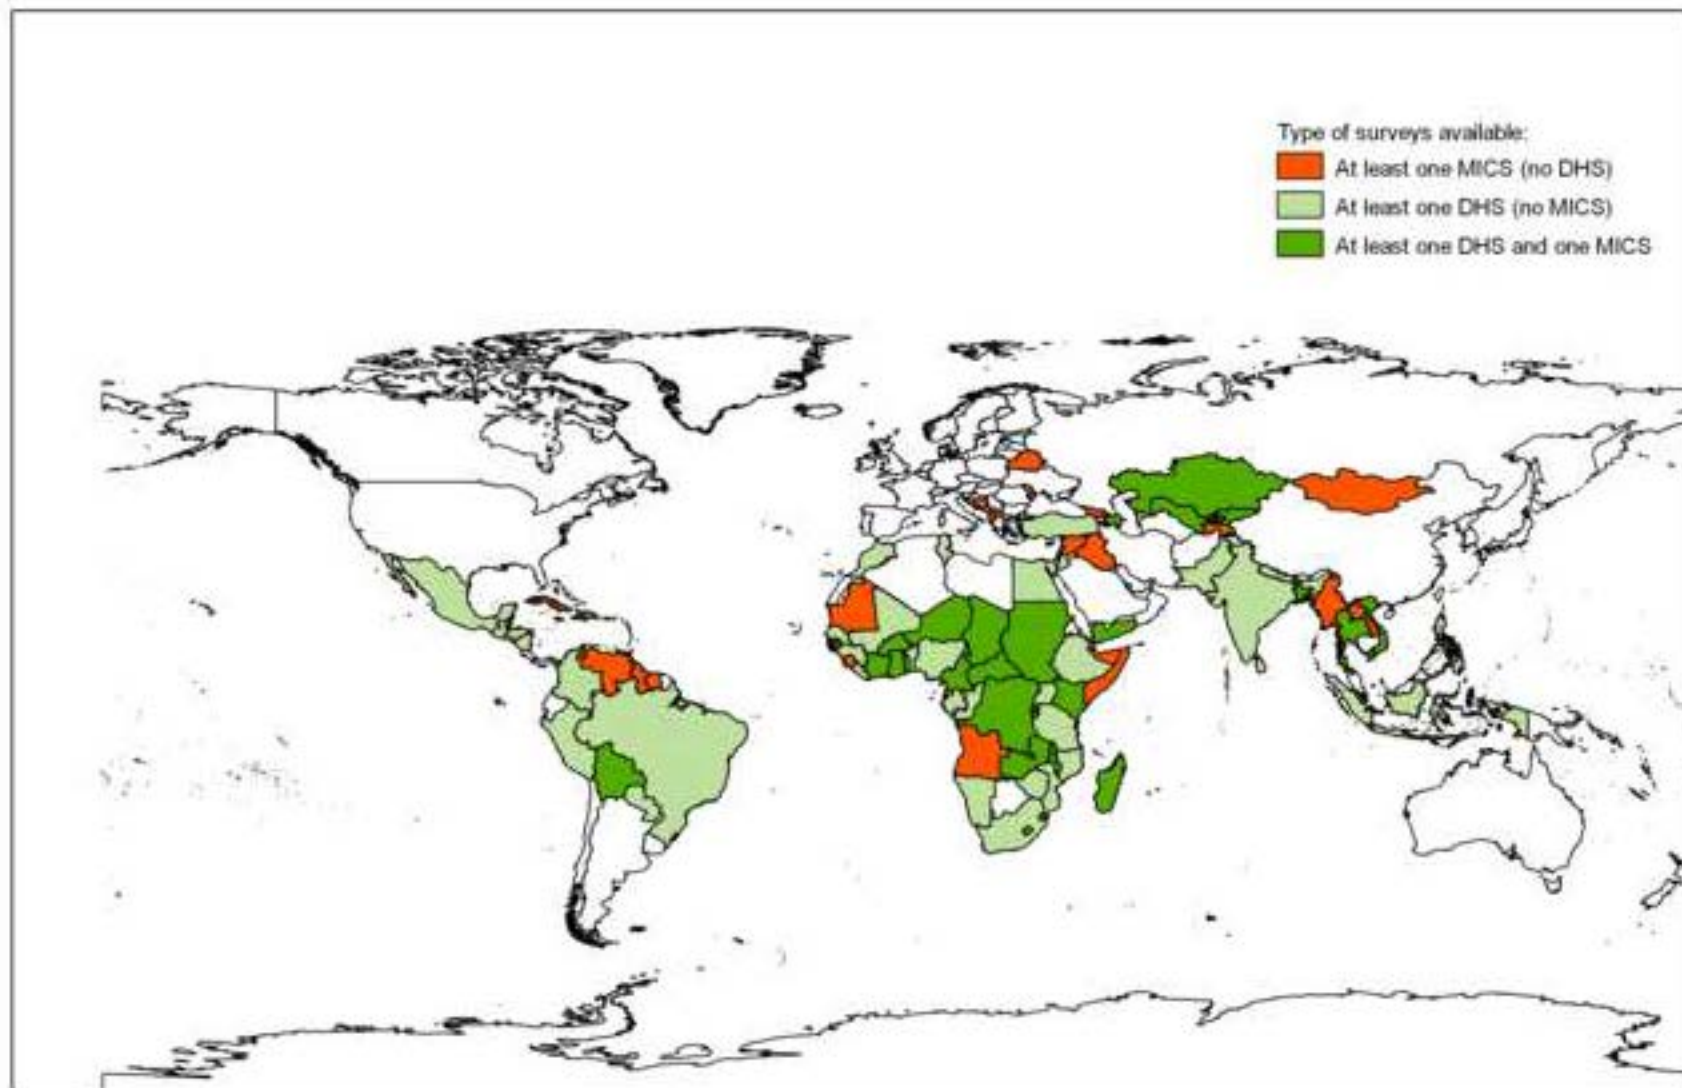 Type of surveys available:
At least one MICS (no DHS)
At least one DHS (no MICS)
At least one DHS and one MICS